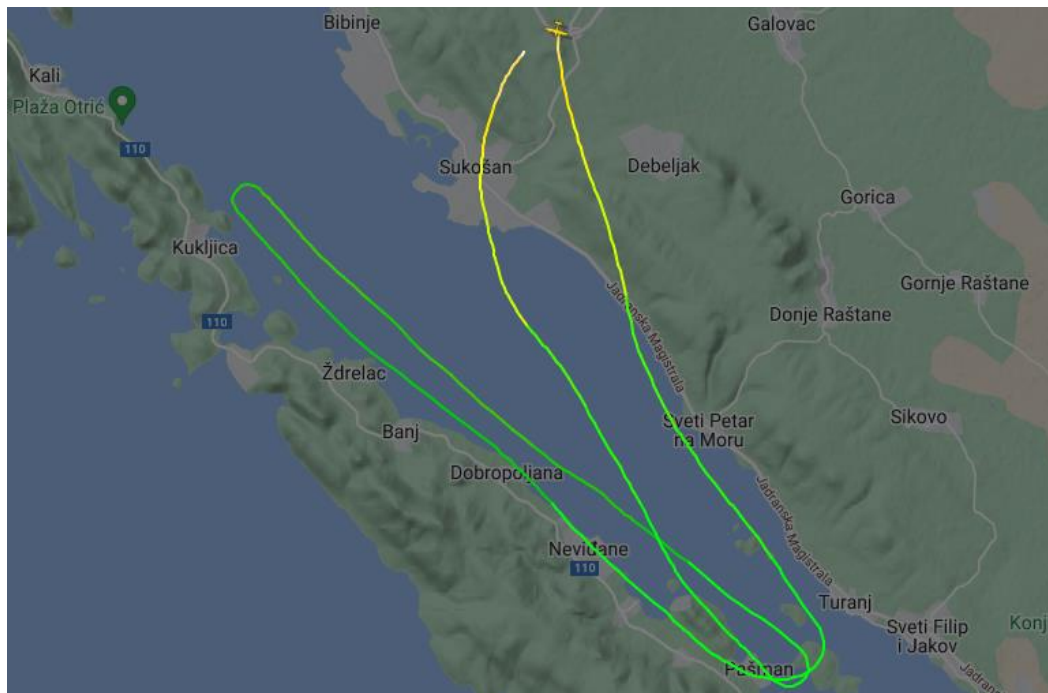 Bibinje
Galovac
Kali
Plaža Otrić
110
Sukošan
Debeljak
Gorica
Kukljica
Gornje Raštane
110
Donje Raštane
Jadranska Magistrala
Ždrelac
Sveti Petar
na Moru
Sikovo
Banj
Dobropoljana
Neviđane
110
Jadranska Magistrala
Turanj
Sveti Filip
i Jakov
Konj
Pašman
Jadranska